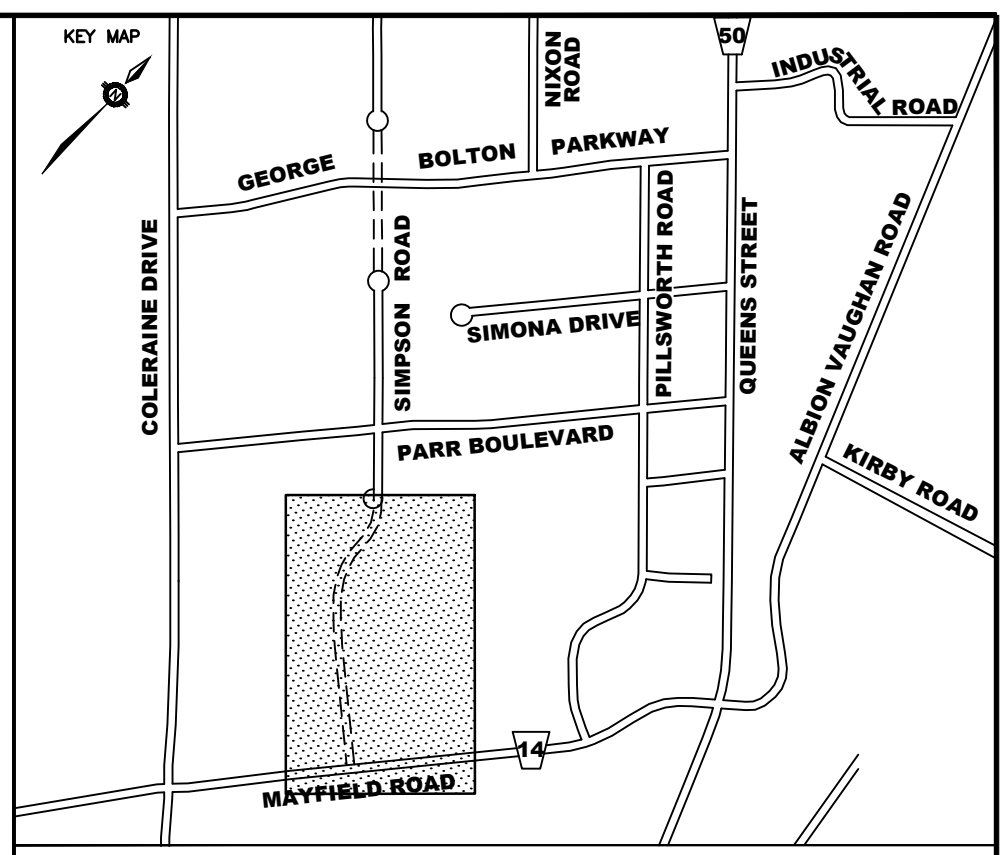 KEY MAP
N
50
NIXON
ROAD
INDUSTRIAL ROAD
GEORGE BOLTON PARKWAY
COLERAINE DRIVE
SIMPSON ROAD
SIMONA DRIVE
PILLSWORTH ROAD
QUEENS STREET
ALBION VAUGHAN ROAD
PARR BOULEVARD
KIRBY ROAD
14
MAYFIELD ROAD